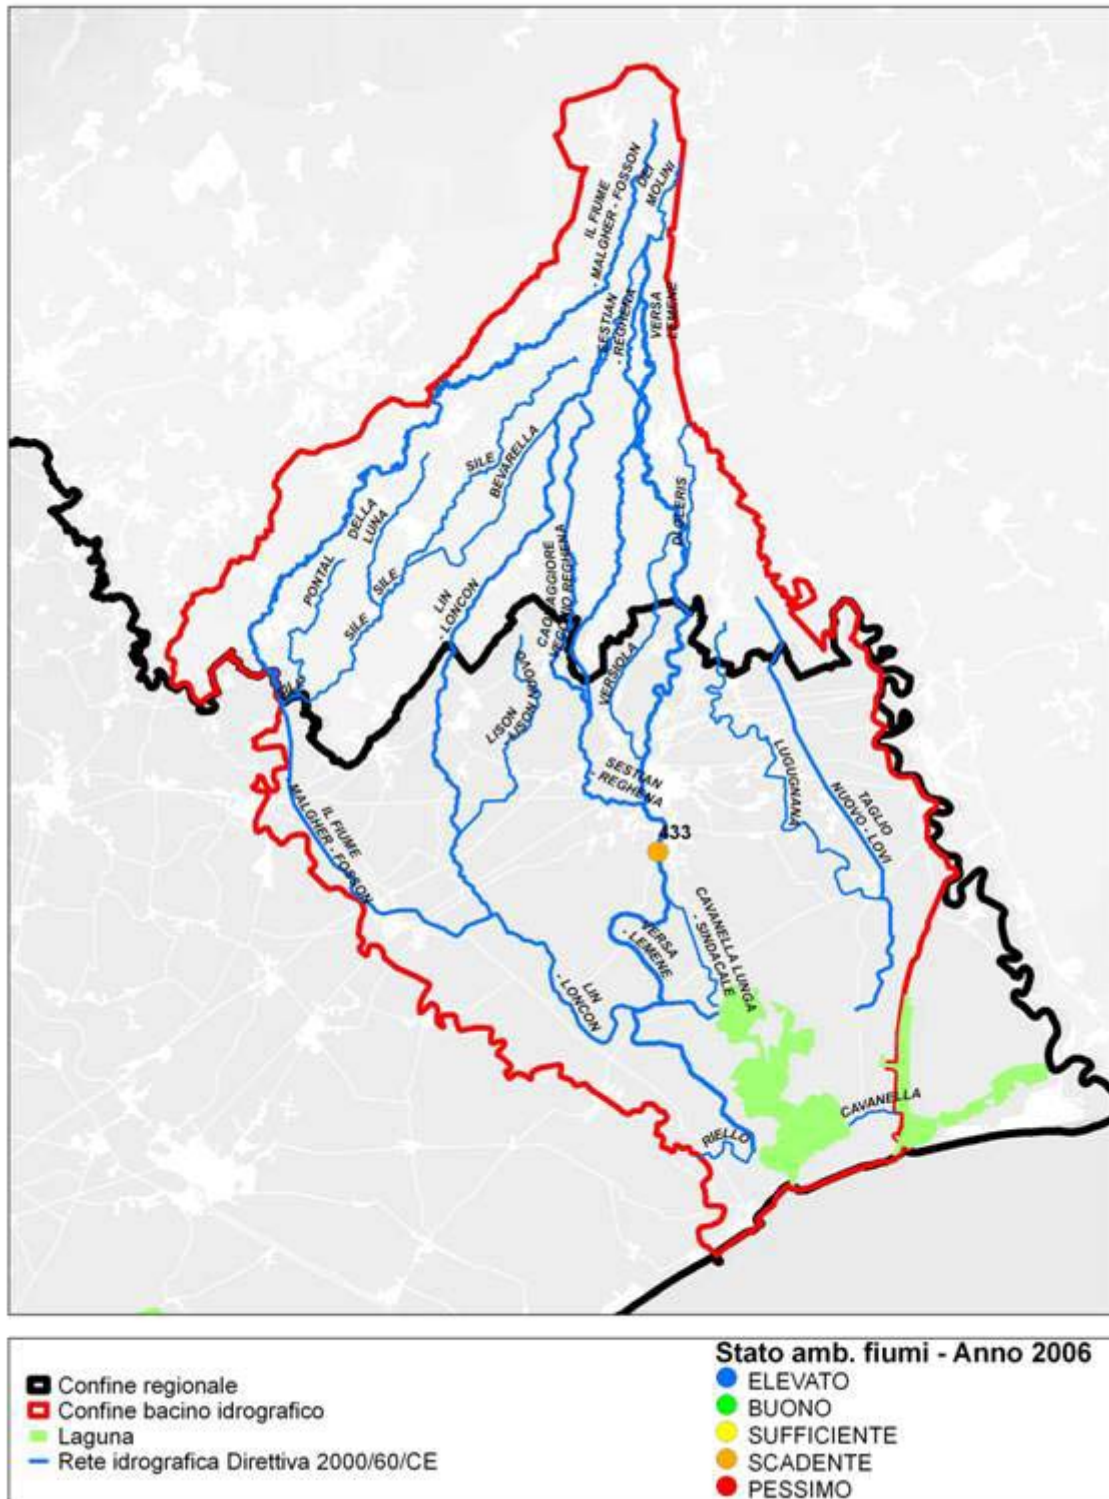 IL FIUME
- MALGHER - FOSSON
DEI
MOLINI
SESTIAN
- REGHENA
VERSA
LEMENE
SILE
BEVARELLA
DELLA
LUNA
PONTAL
SILE
SILE
LIN
- LONCON
CAOMAGGIORE
VECCHIO REGHENA
DI GLERIS
VERSIOLA
LISON
SESTIAN
REGHENA
LUGUGNANA
TAGLIO
NUOVO - LOVI
IL FIUME
MALGHER - FOSSON
433
CAVANELLA LUNGA
- SINDACALE
VERSA
- LEMENE
LIN
- LONCON
CAVANELLA
RIELLO
Confine regionale
Confine bacino idrografico
Laguna
Rete idrografica Direttiva 2000/60/CE
Stato amb. fiumi - Anno 2006
ELEVATO
BUONO
SUFFICIENTE
SCADENTE
PESSIMO